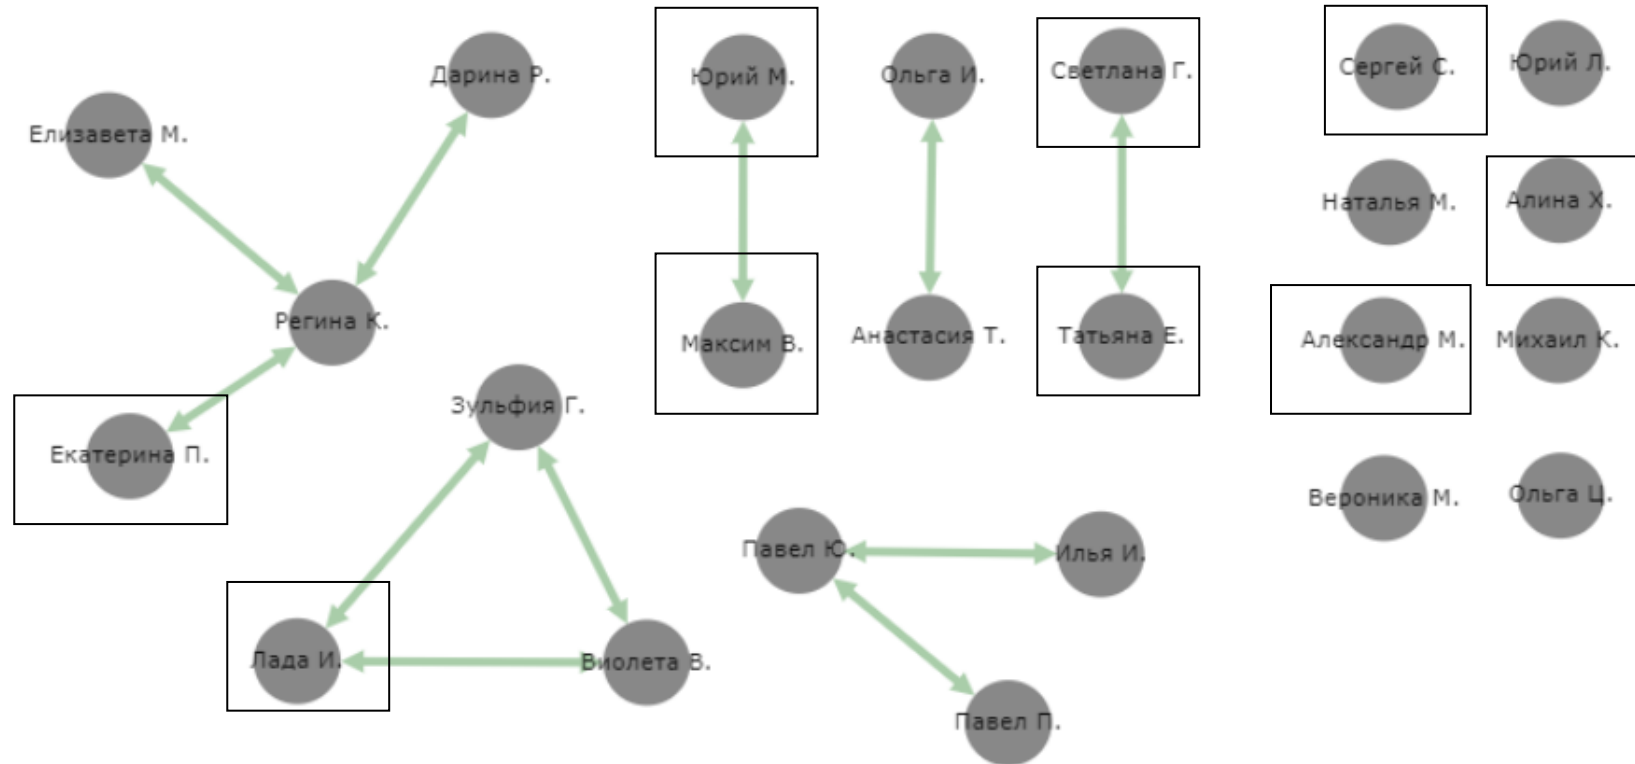 Дарина Р.
Елизавета М.
Регина К.
Екатерина П.
Зульфия Г.
Лада И.
Виолета В.
Юрий М.
Максим В.
Ольга И.
Анастасия Т.
Светлана Г.
Татьяна Е.
Павел Ю.
Илья И.
Павел П.
Сергей С.
Юрий Л.
Наталья М.
Алина Х.
Александр М.
Михаил К.
Вероника М.
Ольга Ц.